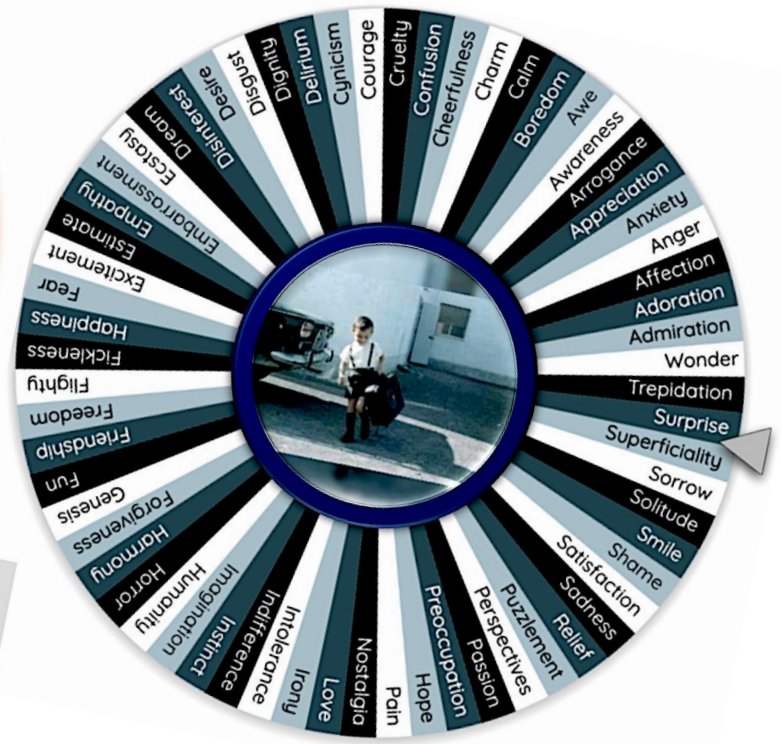 Courage
Cruelty
Confusion
Cheerfulness
Charm
Calm
Boredom
Awe
Awareness
Arrogance
Appreciation
Anxiety
Anger
Affection
Adoration
Admiration
Wonder
Trepidation
Surprise
Superficiality
Sorrow
Solitude
Smile
Shame
Satisfaction
Sadness
Relief
Puzzlement
Perspectives
Passion
Preoccupation
Hope
Pain
Nostalgia
Love
Irony
Intolerance
Indifference
Instinct
Imagination
Humanity
Horror
Harmony
Forgiveness
Genesis
Fun
Friendship
Freedom
Flighty
Fickleness
Happiness
Fear
Excitement
Estimate
Empathy
Embarrassment
Ecstasy
Dream
Disinterest
Desire
Disgust
Dignity
Delirium
Cynicism